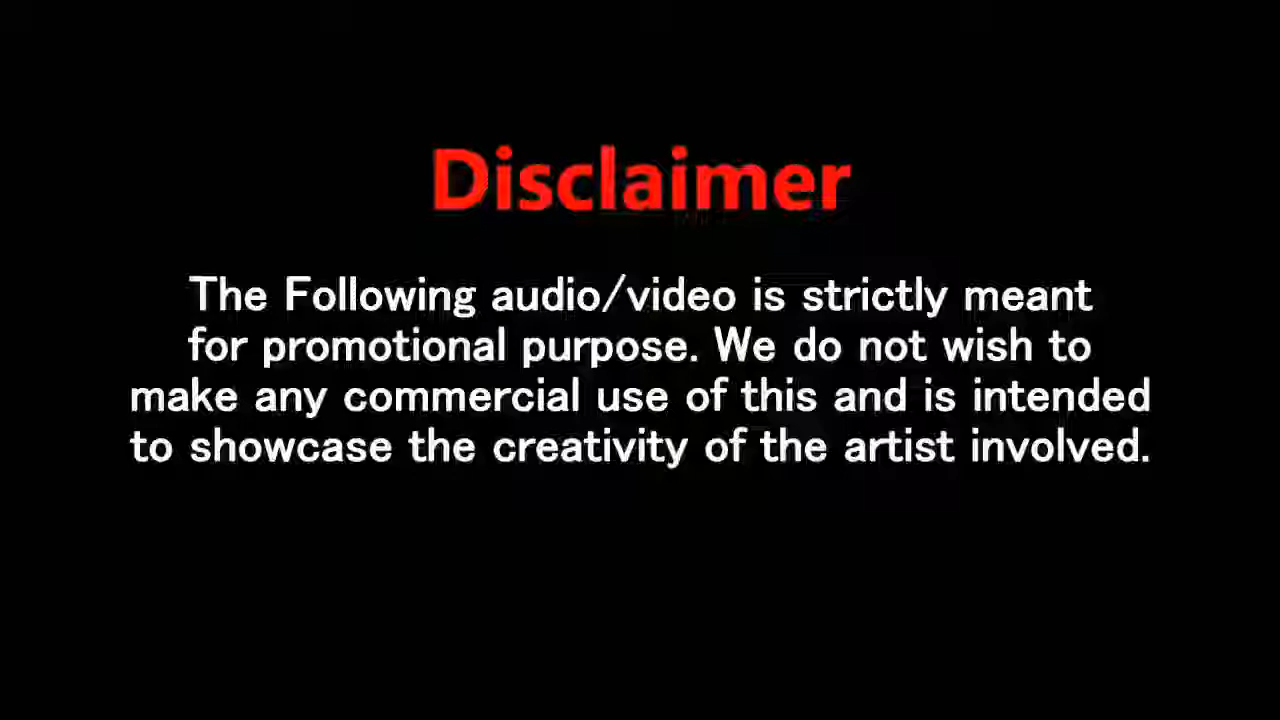 Disclaimer
The Following audio/video is strictly meant
for promotional purpose. We do not wish to
make any commercial use of this and is intended
to showcase the creativity of the artist involved.